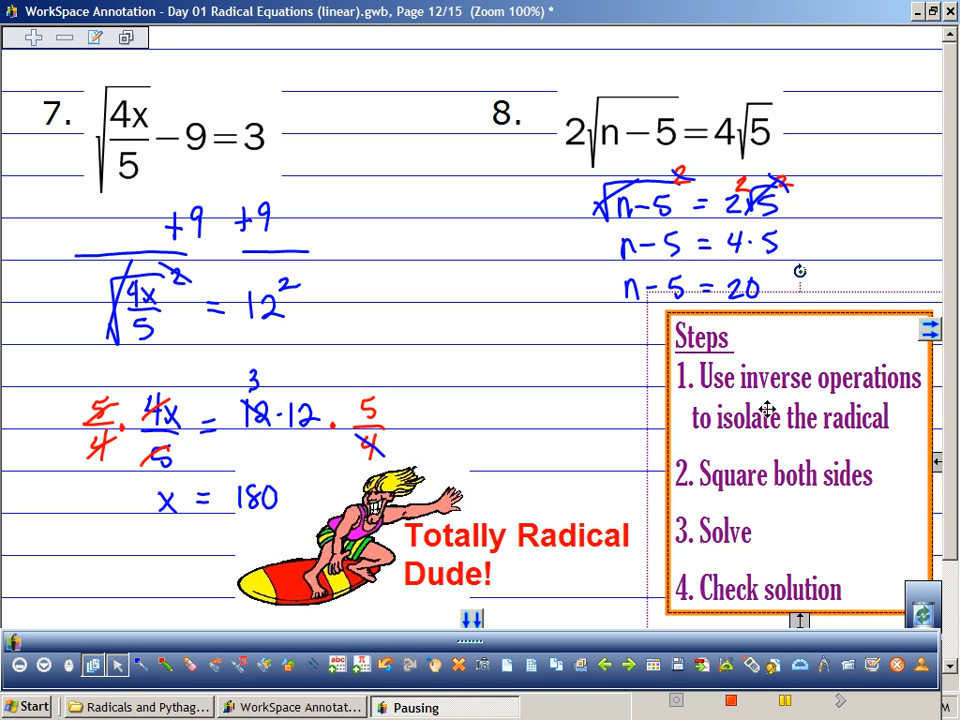 WorkSpace Annotation - Day 01 Radical Equations (linear).gwb, Page 12/15 (Zoom 100%) *
7. √(4x/5) − 9 = 3
+9 +9
√(4x/5)² = 12²
5/4 · 4x/5 = 12 · 12 · 5/4
3
x = 180
Totally Radical
Dude!
8. 2√(n − 5) = 4√5
√(n − 5)² = 2²√5²
n − 5 = 4 · 5
n − 5 = 20
Steps
1. Use inverse operations
to isolate the radical
2. Square both sides
3. Solve
4. Check solution
abc
Start
Radicals and Pythag...
WorkSpace Annotat...
Pausing
M